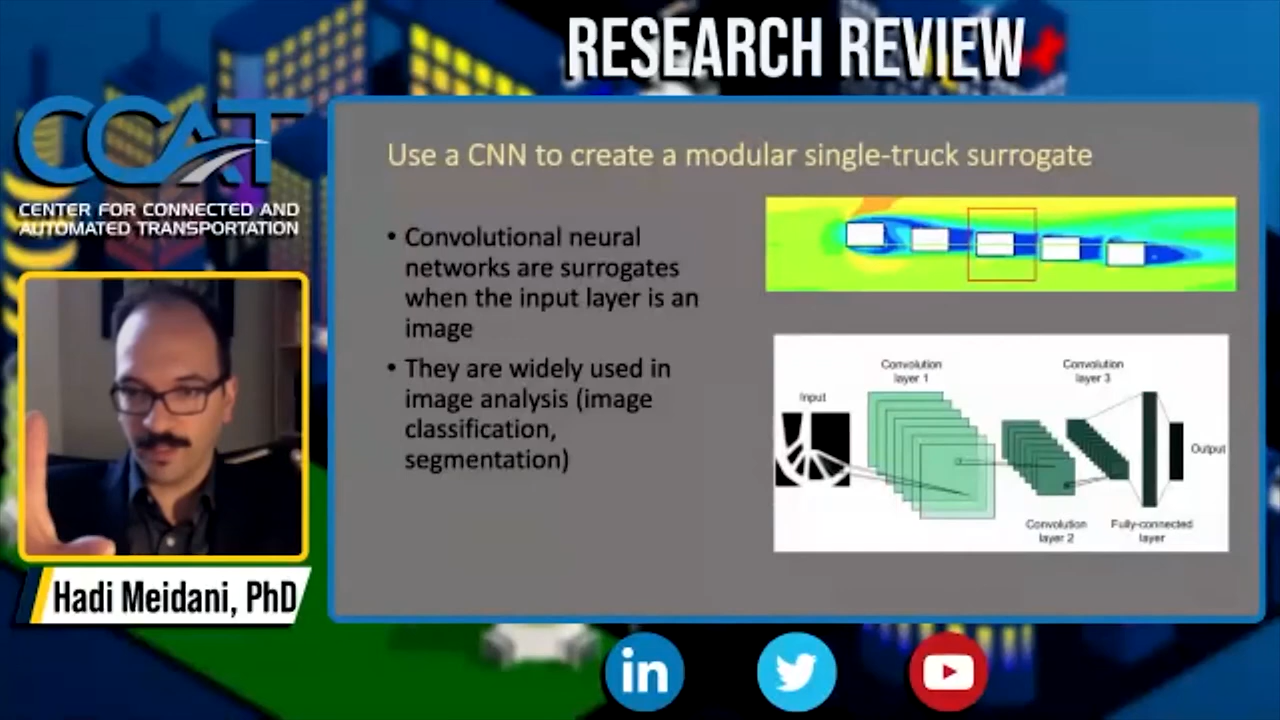 RESEARCH REVIEW
CCAT
CENTER FOR CONNECTED AND
AUTOMATED TRANSPORTATION
Use a CNN to create a modular single-truck surrogate
• Convolutional neural
networks are surrogates
when the input layer is an
image
• They are widely used in
image analysis (image
classification,
segmentation)
Input
Convolution
layer 1
Convolution
layer 3
Output
Convolution
layer 2
Fully-connected
layer
Hadi Meidani, PhD
in